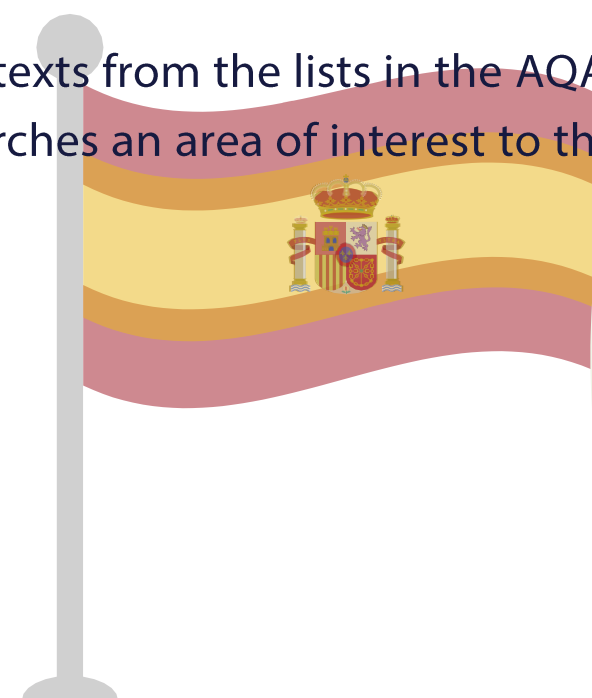 texts from the lists in the AQA
rches an area of interest to th